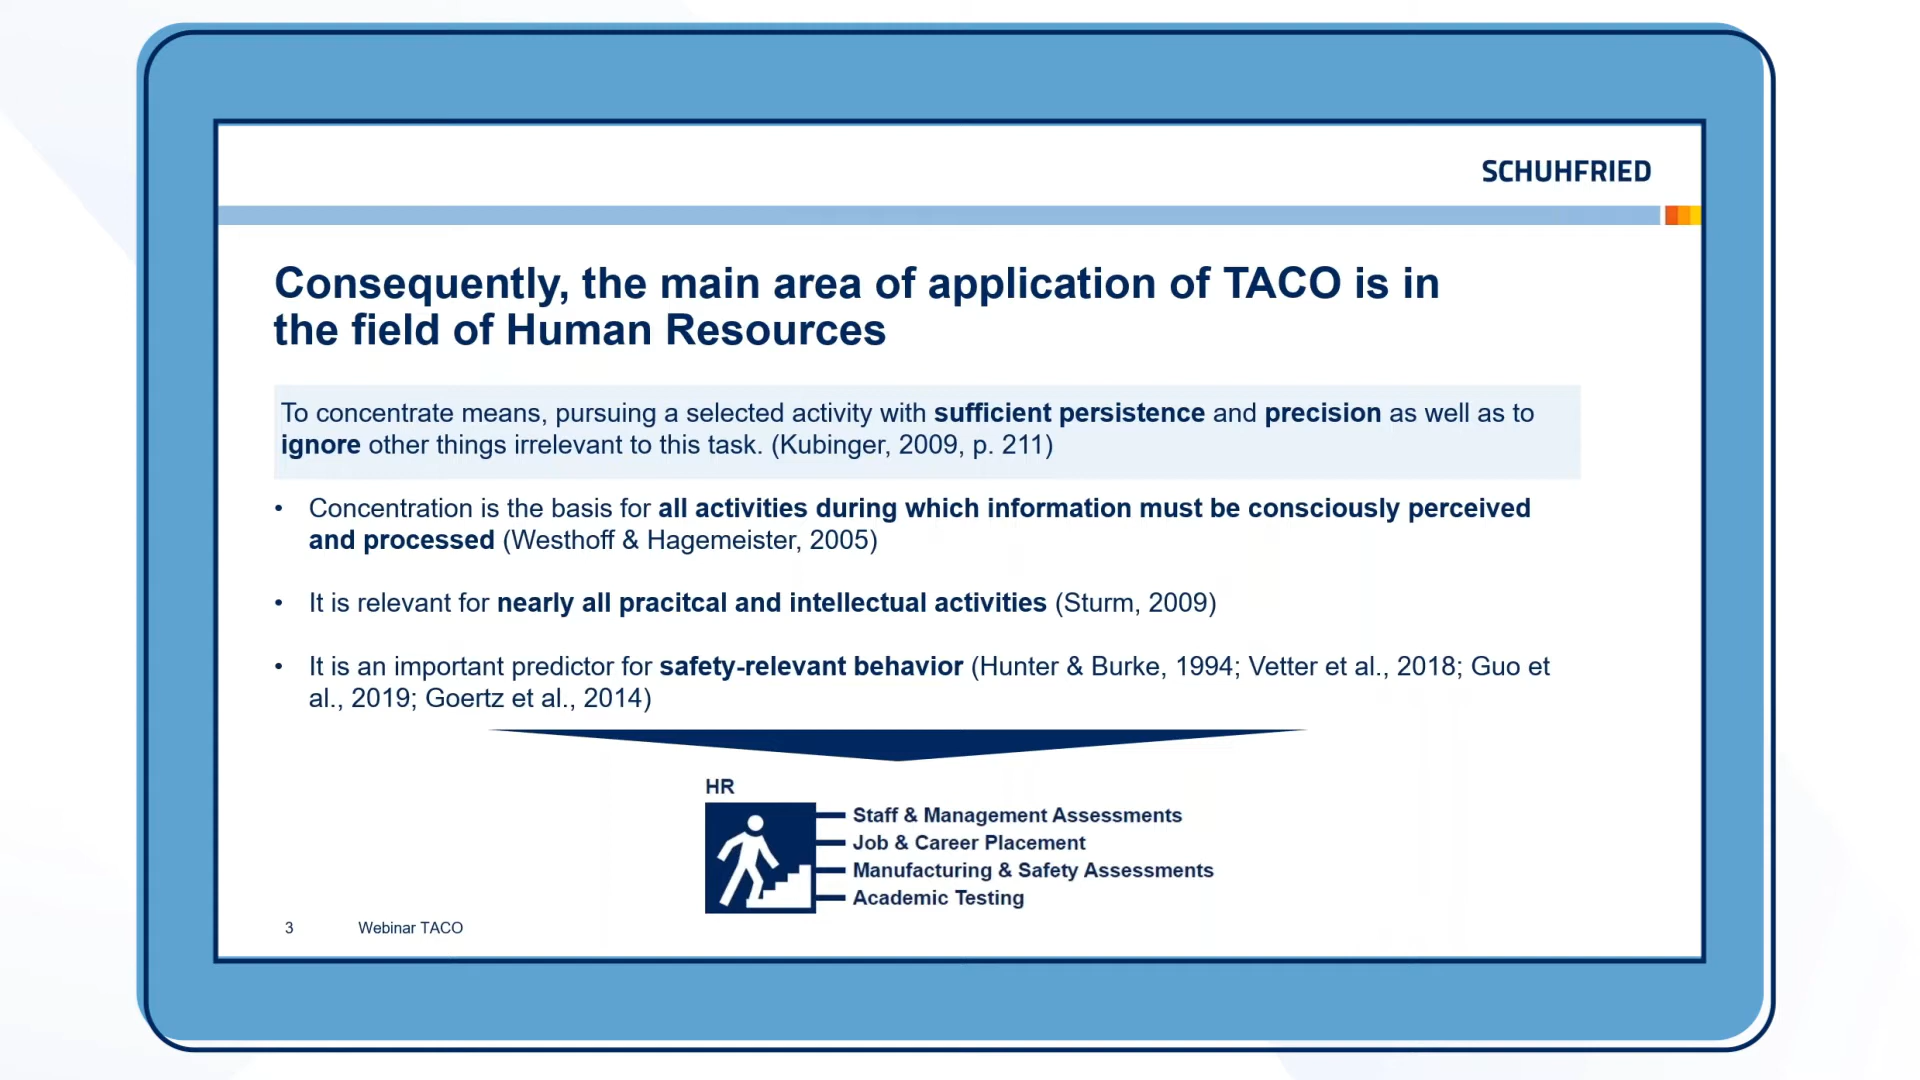 SCHUHFRIED
Consequently, the main area of application of TACO is in
the field of Human Resources
To concentrate means, pursuing a selected activity with sufficient persistence and precision as well as to
ignore other things irrelevant to this task. (Kubinger, 2009, p. 211)
• Concentration is the basis for all activities during which information must be consciously perceived
and processed (Westhoff & Hagemeister, 2005)
• It is relevant for nearly all pracitcal and intellectual activities (Sturm, 2009)
• It is an important predictor for safety-relevant behavior (Hunter & Burke, 1994; Vetter et al., 2018; Guo et
al., 2019; Goertz et al., 2014)
HR
Staff & Management Assessments
Job & Career Placement
Manufacturing & Safety Assessments
Academic Testing
3 Webinar TACO